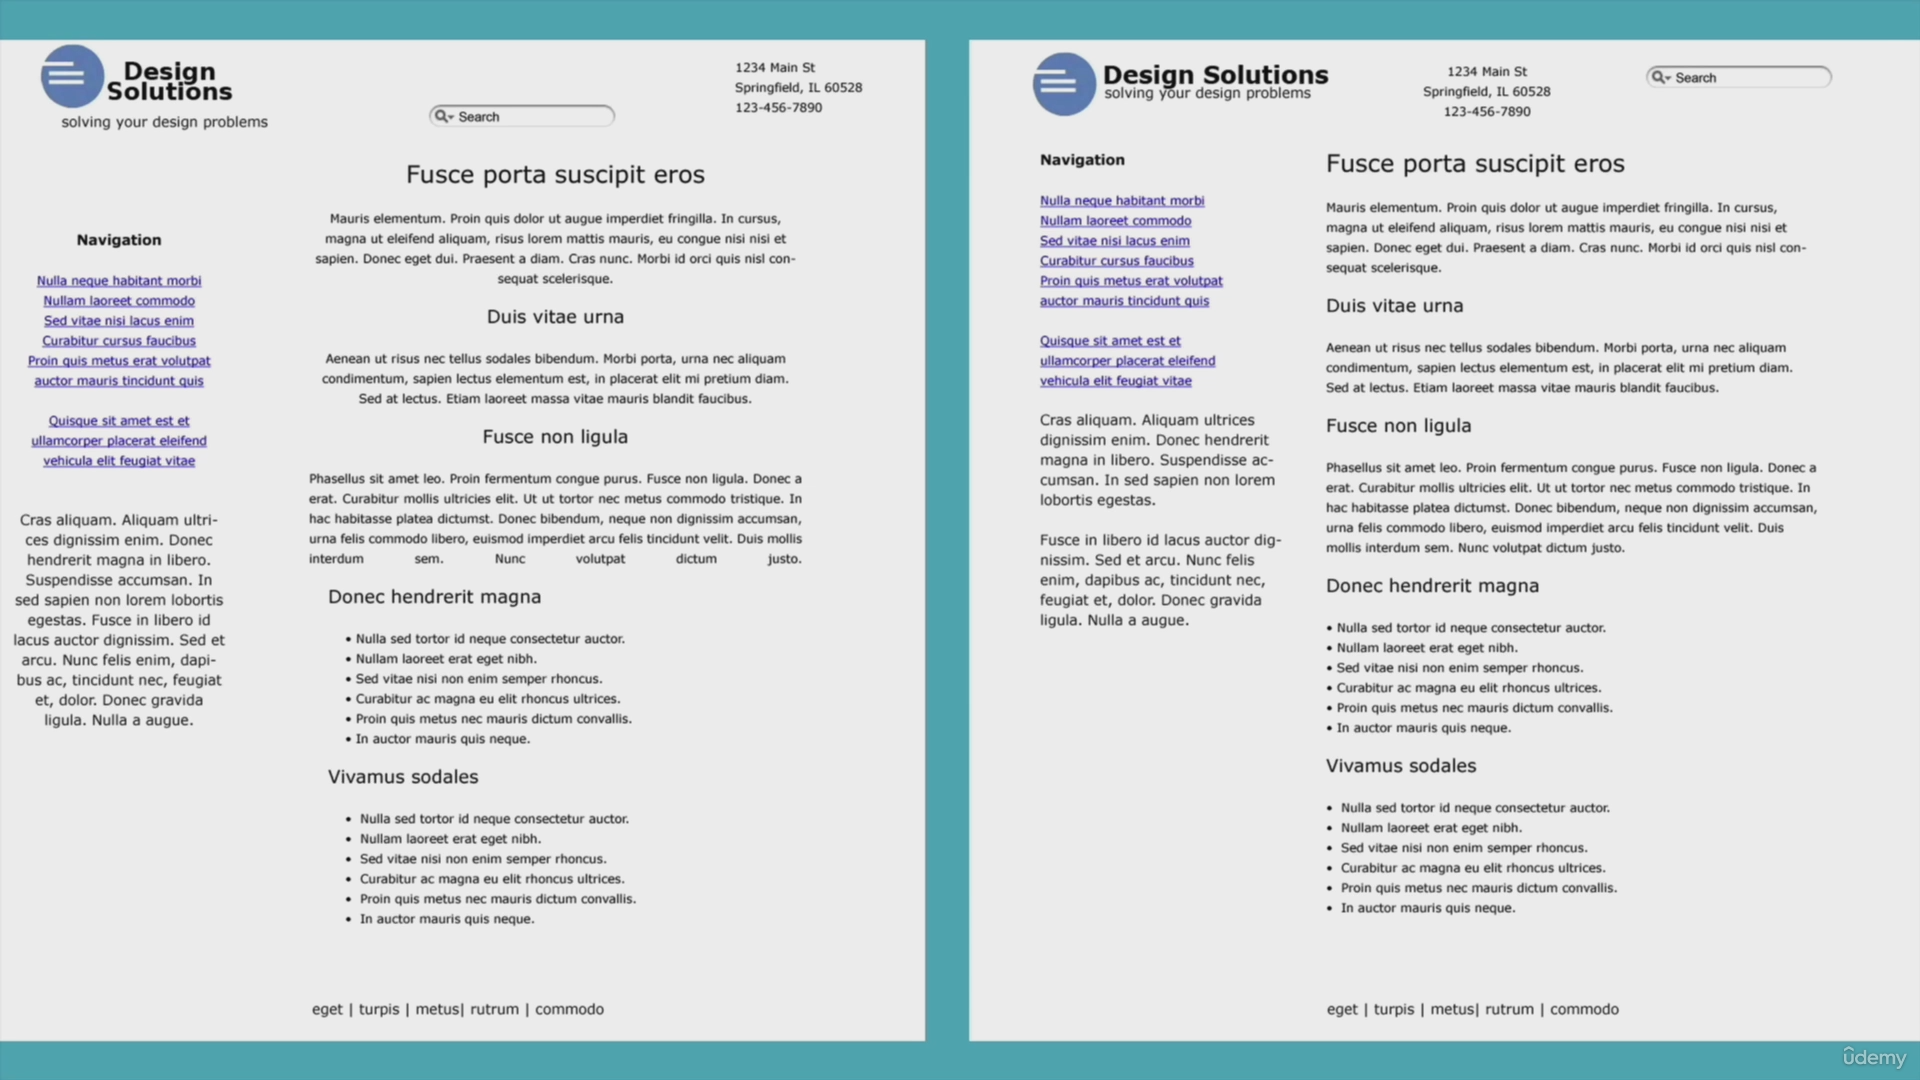 Design
Solutions
solving your design problems
Search
1234 Main St
Springfield, IL 60528
123-456-7890
Navigation
Nulla neque habitant morbi
Nullam laoreet commodo
Sed vitae nisi lacus enim
Curabitur cursus faucibus
Proin quis metus erat volutpat
auctor mauris tincidunt quis
Quisque sit amet est et
ullamcorper placerat eleifend
vehicula elit feugiat vitae
Cras aliquam. Aliquam ultri-
ces dignissim enim. Donec
hendrerit magna in libero.
Suspendisse accumsan. In
sed sapien non lorem lobortis
egestas. Fusce in libero id
lacus auctor dignissim. Sed et
arcu. Nunc felis enim, dapi-
bus ac, tincidunt nec, feugiat
et, dolor. Donec gravida
ligula. Nulla a augue.
Fusce porta suscipit eros
Mauris elementum. Proin quis dolor ut augue imperdiet fringilla. In cursus,
magna ut eleifend aliquam, risus lorem mattis mauris, eu congue nisi nisi et
sapien. Donec eget dui. Praesent a diam. Cras nunc. Morbi id orci quis nisl con-
sequat scelerisque.
Duis vitae urna
Aenean ut risus nec tellus sodales bibendum. Morbi porta, urna nec aliquam
condimentum, sapien lectus elementum est, in placerat elit mi pretium diam.
Sed at lectus. Etiam laoreet massa vitae mauris blandit faucibus.
Fusce non ligula
Phasellus sit amet leo. Proin fermentum congue purus. Fusce non ligula. Donec a
erat. Curabitur mollis ultricies elit. Ut ut tortor nec metus commodo tristique. In
hac habitasse platea dictumst. Donec bibendum, neque non dignissim accumsan,
urna felis commodo libero, euismod imperdiet arcu felis tincidunt velit. Duis mollis
interdum sem. Nunc volutpat dictum justo.
Donec hendrerit magna
• Nulla sed tortor id neque consectetur auctor.
• Nullam laoreet erat eget nibh.
• Sed vitae nisi non enim semper rhoncus.
• Curabitur ac magna eu elit rhoncus ultrices.
• Proin quis metus nec mauris dictum convallis.
• In auctor mauris quis neque.
Vivamus sodales
• Nulla sed tortor id neque consectetur auctor.
• Nullam laoreet erat eget nibh.
• Sed vitae nisi non enim semper rhoncus.
• Curabitur ac magna eu elit rhoncus ultrices.
• Proin quis metus nec mauris dictum convallis.
• In auctor mauris quis neque.
eget | turpis | metus| rutrum | commodo
Design Solutions
solving your design problems
1234 Main St
Springfield, IL 60528
123-456-7890
Search
Navigation
Nulla neque habitant morbi
Nullam laoreet commodo
Sed vitae nisi lacus enim
Curabitur cursus faucibus
Proin quis metus erat volutpat
auctor mauris tincidunt quis
Quisque sit amet est et
ullamcorper placerat eleifend
vehicula elit feugiat vitae
Cras aliquam. Aliquam ultrices
dignissim enim. Donec hendrerit
magna in libero. Suspendisse ac-
cumsan. In sed sapien non lorem
lobortis egestas.
Fusce in libero id lacus auctor dig-
nissim. Sed et arcu. Nunc felis
enim, dapibus ac, tincidunt nec,
feugiat et, dolor. Donec gravida
ligula. Nulla a augue.
Fusce porta suscipit eros
Mauris elementum. Proin quis dolor ut augue imperdiet fringilla. In cursus,
magna ut eleifend aliquam, risus lorem mattis mauris, eu congue nisi nisi et
sapien. Donec eget dui. Praesent a diam. Cras nunc. Morbi id orci quis nisl con-
sequat scelerisque.
Duis vitae urna
Aenean ut risus nec tellus sodales bibendum. Morbi porta, urna nec aliquam
condimentum, sapien lectus elementum est, in placerat elit mi pretium diam.
Sed at lectus. Etiam laoreet massa vitae mauris blandit faucibus.
Fusce non ligula
Phasellus sit amet leo. Proin fermentum congue purus. Fusce non ligula. Donec a
erat. Curabitur mollis ultricies elit. Ut ut tortor nec metus commodo tristique. In
hac habitasse platea dictumst. Donec bibendum, neque non dignissim accumsan,
urna felis commodo libero, euismod imperdiet arcu felis tincidunt velit. Duis
mollis interdum sem. Nunc volutpat dictum justo.
Donec hendrerit magna
• Nulla sed tortor id neque consectetur auctor.
• Nullam laoreet erat eget nibh.
• Sed vitae nisi non enim semper rhoncus.
• Curabitur ac magna eu elit rhoncus ultrices.
• Proin quis metus nec mauris dictum convallis.
• In auctor mauris quis neque.
Vivamus sodales
• Nulla sed tortor id neque consectetur auctor.
• Nullam laoreet erat eget nibh.
• Sed vitae nisi non enim semper rhoncus.
• Curabitur ac magna eu elit rhoncus ultrices.
• Proin quis metus nec mauris dictum convallis.
• In auctor mauris quis neque.
eget | turpis | metus| rutrum | commodo
ûdemy